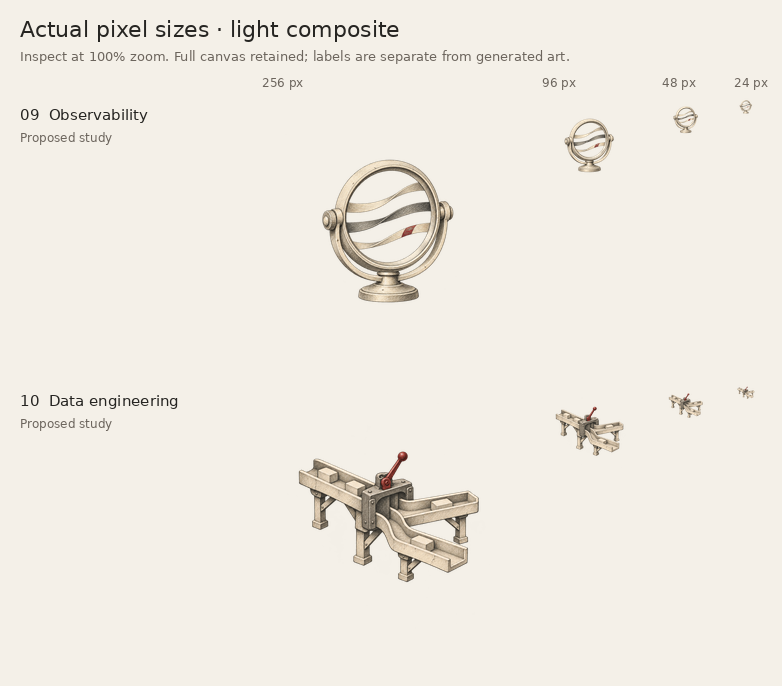 Actual pixel sizes · light composite
Inspect at 100% zoom. Full canvas retained; labels are separate from generated art.
256 px
96 px
48 px
24 px
09 Observability
Proposed study
10 Data engineering
Proposed study